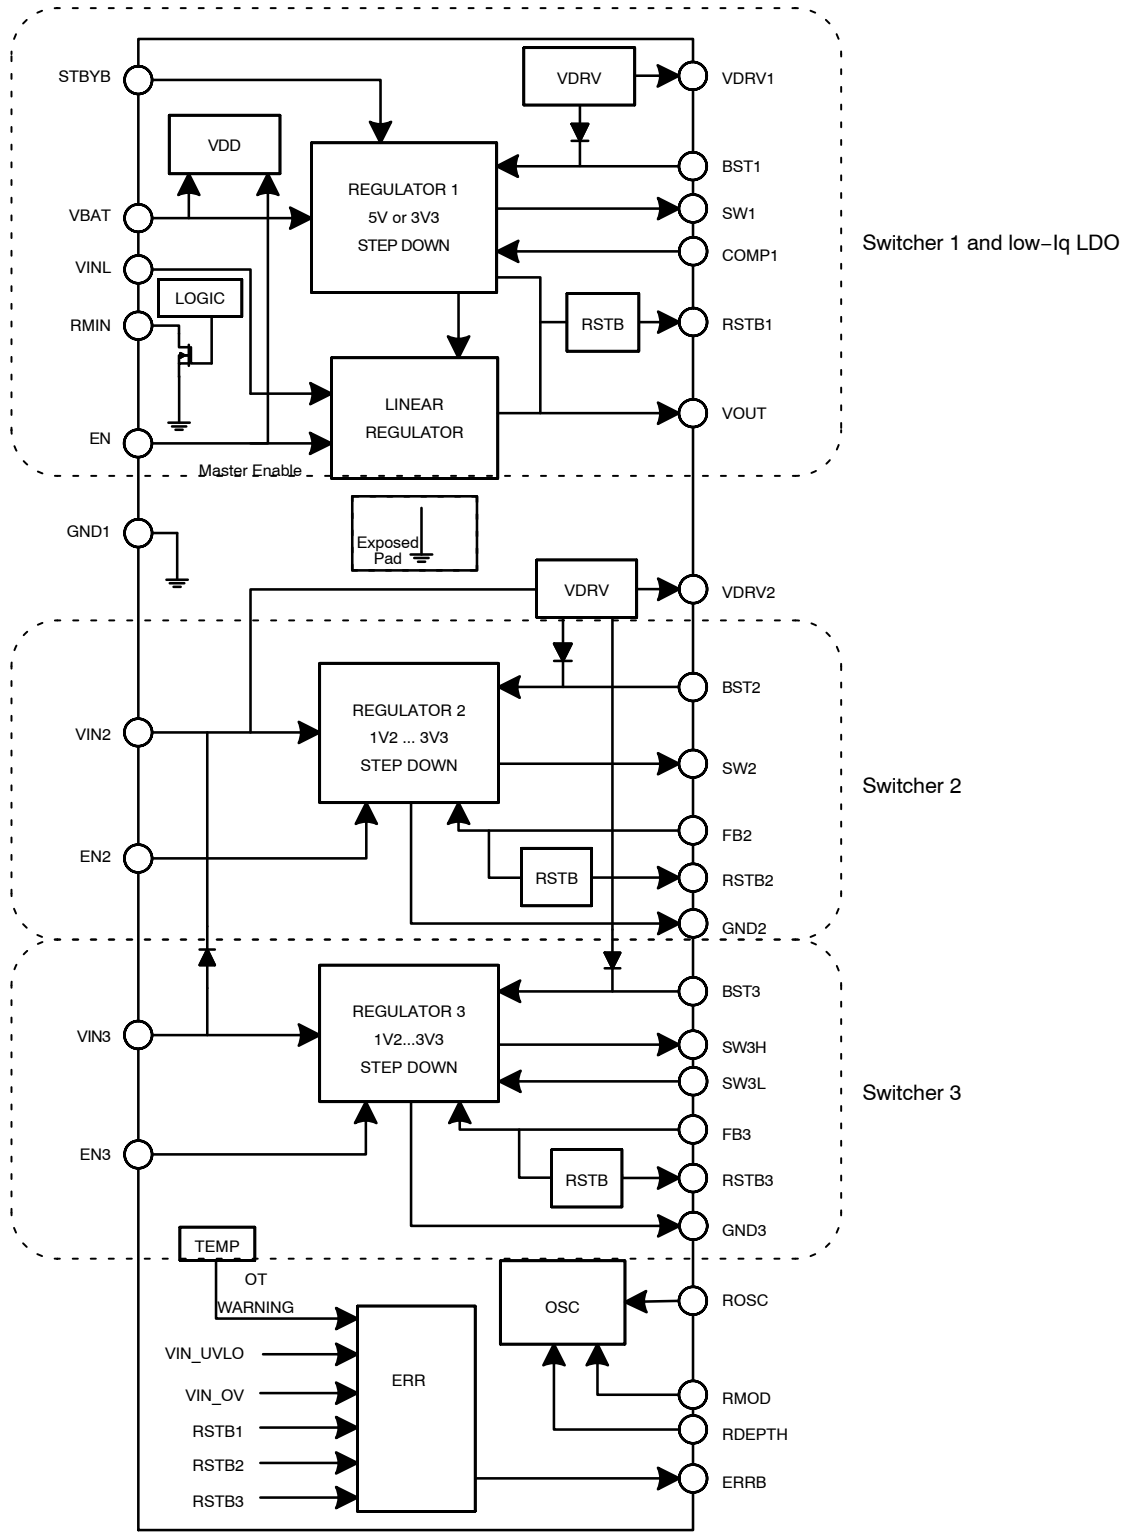 STBYB
VDRV
VDRV1
VDD
BST1
REGULATOR 1
5V or 3V3
STEP DOWN
VBAT
SW1
Switcher 1 and low−Iq LDO
COMP1
VINL
LOGIC
RMIN
RSTB
RSTB1
LINEAR
REGULATOR
VOUT
EN
Master Enable
GND1
Exposed
Pad
VDRV
VDRV2
BST2
REGULATOR 2
1V2 ... 3V3
STEP DOWN
VIN2
SW2
Switcher 2
FB2
EN2
RSTB
RSTB2
GND2
BST3
REGULATOR 3
1V2...3V3
STEP DOWN
VIN3
SW3H
SW3L
Switcher 3
FB3
EN3
RSTB
RSTB3
GND3
TEMP
OT
WARNING
OSC
ROSC
VIN_UVLO
ERR
VIN_OV
RMOD
RSTB1
RDEPTH
RSTB2
ERRB
RSTB3